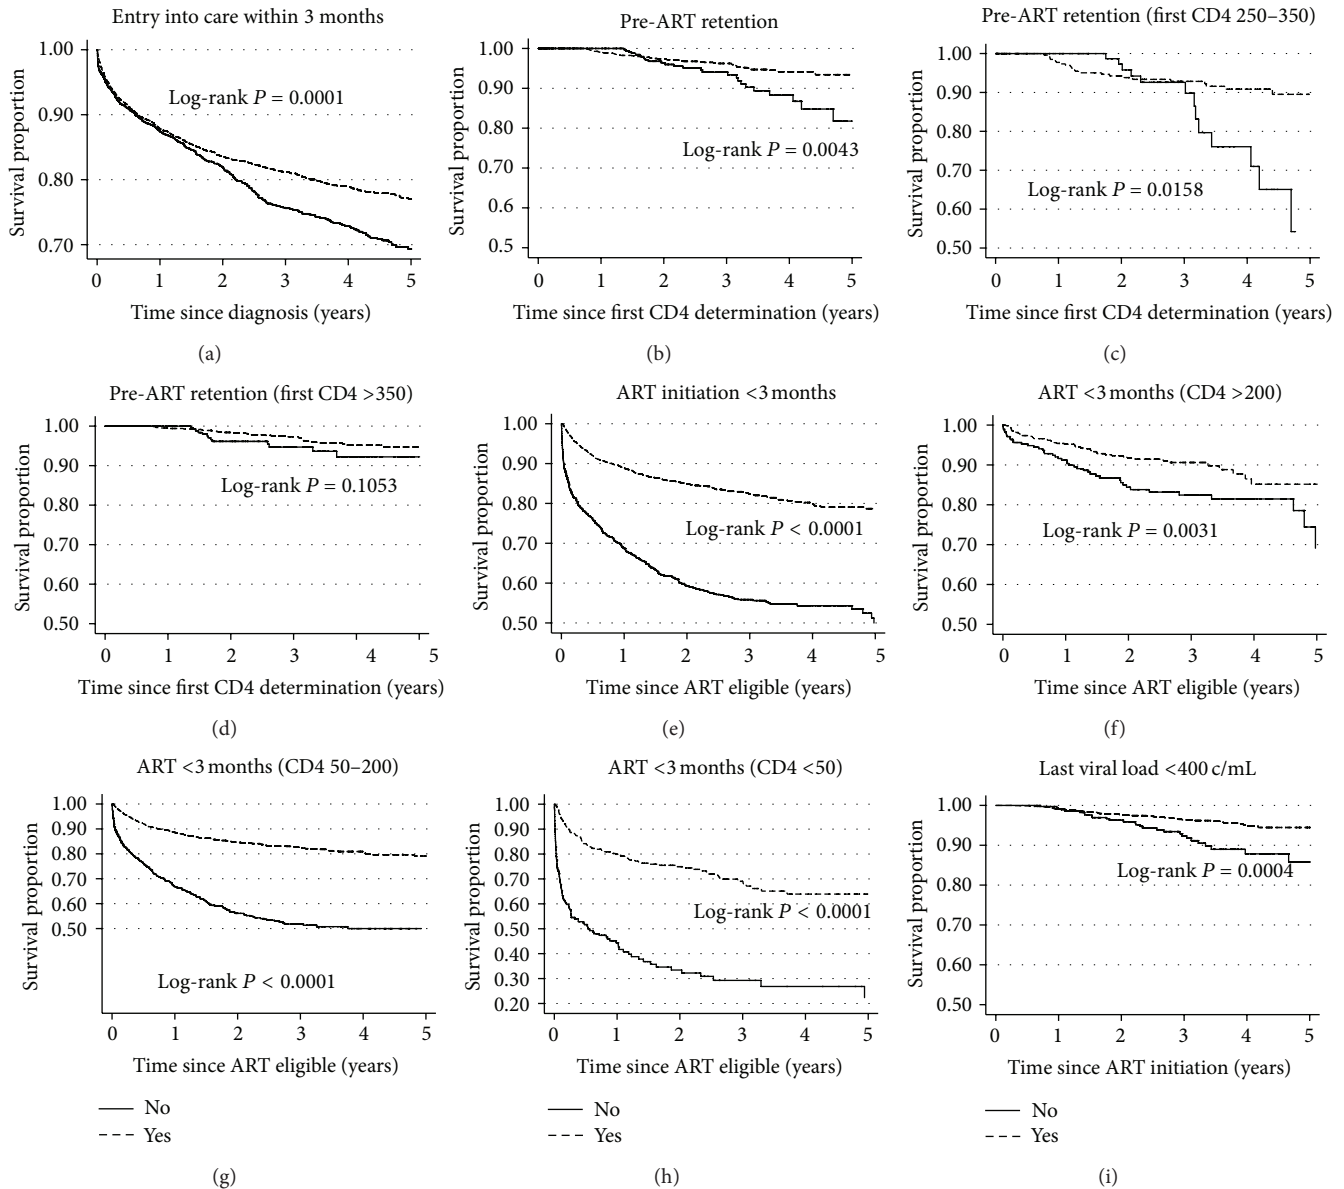 Entry into care within 3 months
Survival proportion
1.00
0.90
0.80
0.70
Log-rank P = 0.0001
0 1 2 3 4 5
Time since diagnosis (years)
(a)
Pre-ART retention
Survival proportion
1.00
0.90
0.80
0.70
0.6
0.5
Log-rank P = 0.0043
0 1 2 3 4 5
Time since first CD4 determination (years)
(b)
Pre-ART retention (first CD4 250–350)
Survival proportion
1.00
0.90
0.80
0.70
0.60
0.50
Log-rank P = 0.0158
0 1 2 3 4 5
Time since first CD4 determination (years)
(c)
Pre-ART retention (first CD4 >350)
Survival proportion
1.00
0.90
0.80
0.70
0.60
0.50
Log-rank P = 0.1053
0 1 2 3 4 5
Time since first CD4 determination (years)
(d)
ART initiation <3 months
Survival proportion
1.00
0.90
0.80
0.70
0.60
0.50
Log-rank P < 0.0001
0 1 2 3 4 5
Time since ART eligible (years)
(e)
ART <3 months (CD4 >200)
Survival proportion
1.00
0.90
0.80
0.70
0.60
0.50
Log-rank P = 0.0031
0 1 2 3 4 5
Time since ART eligible (years)
(f)
ART <3 months (CD4 50–200)
Survival proportion
1.00
0.90
0.80
0.70
0.60
0.50
Log-rank P < 0.0001
0 1 2 3 4 5
Time since ART eligible (years)
No
Yes
(g)
ART <3 months (CD4 <50)
Survival proportion
1.00
0.90
0.80
0.70
0.60
0.50
0.40
0.30
0.20
Log-rank P < 0.0001
0 1 2 3 4 5
Time since ART eligible (years)
No
Yes
(h)
Last viral load <400 c/mL
Survival proportion
1.00
0.90
0.80
0.70
0.60
0.50
Log-rank P = 0.0004
0 1 2 3 4 5
Time since ART initiation (years)
No
Yes
(i)